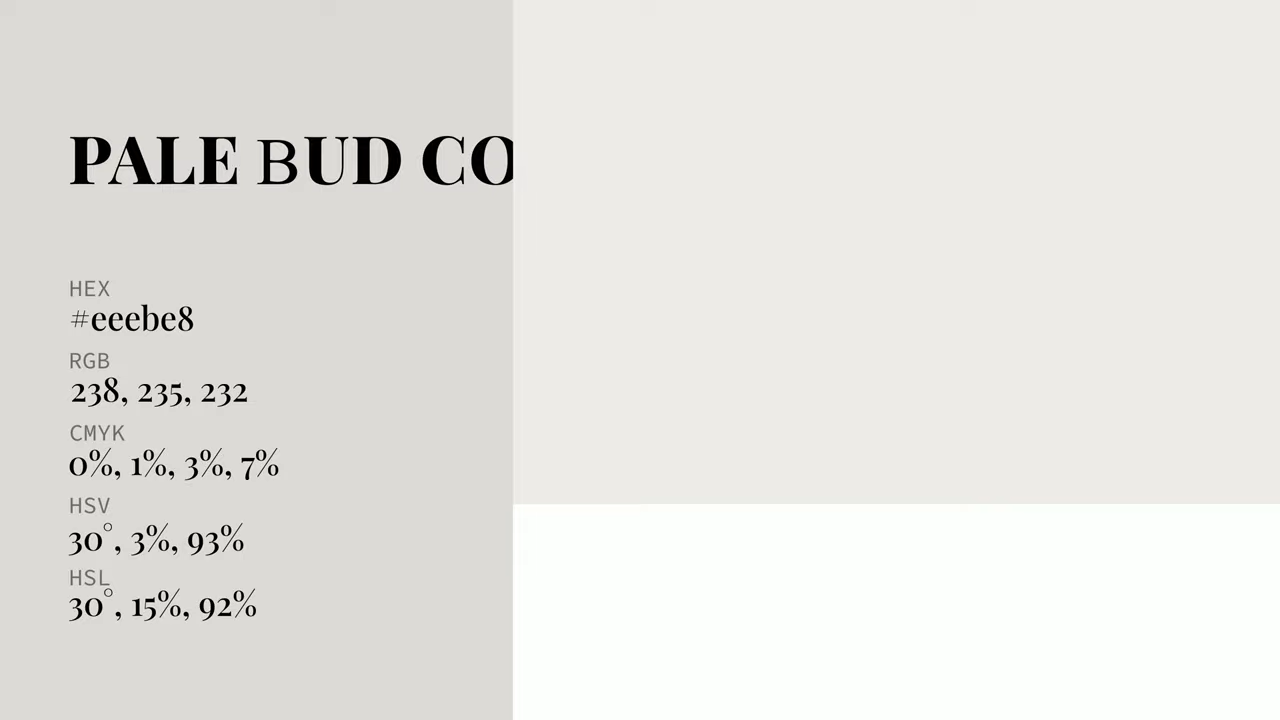 PALE BUD CO
HEX
#eeebe8
RGB
238, 235, 232
CMYK
0%, 1%, 3%, 7%
HSV
30°, 3%, 93%
HSL
30°, 15%, 92%